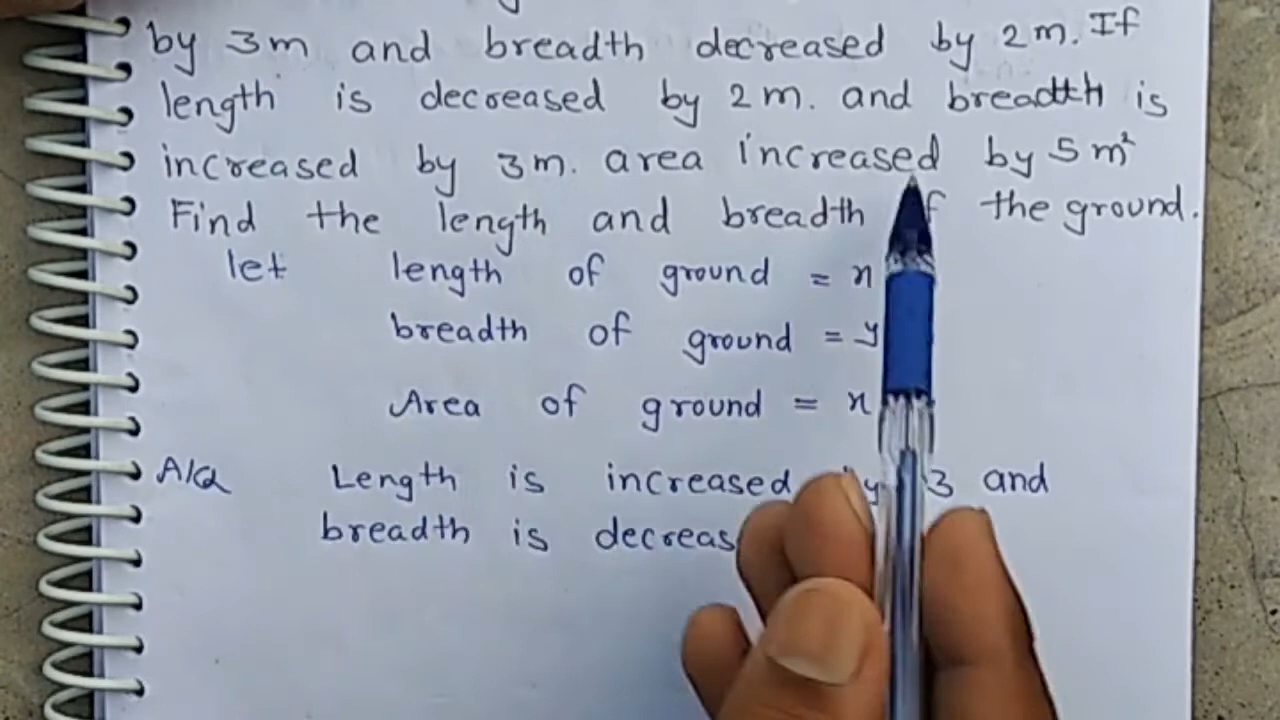 by 3m and breadth decreased by 2m. If
length is decreased by 2m. and breadth is
increased by 3m. area increased by 5m²
Find the length and breadth the ground.
let length of ground = x
breadth of ground = y
Area of ground = x
A/Q Length is increased 3 and
breadth is decreas